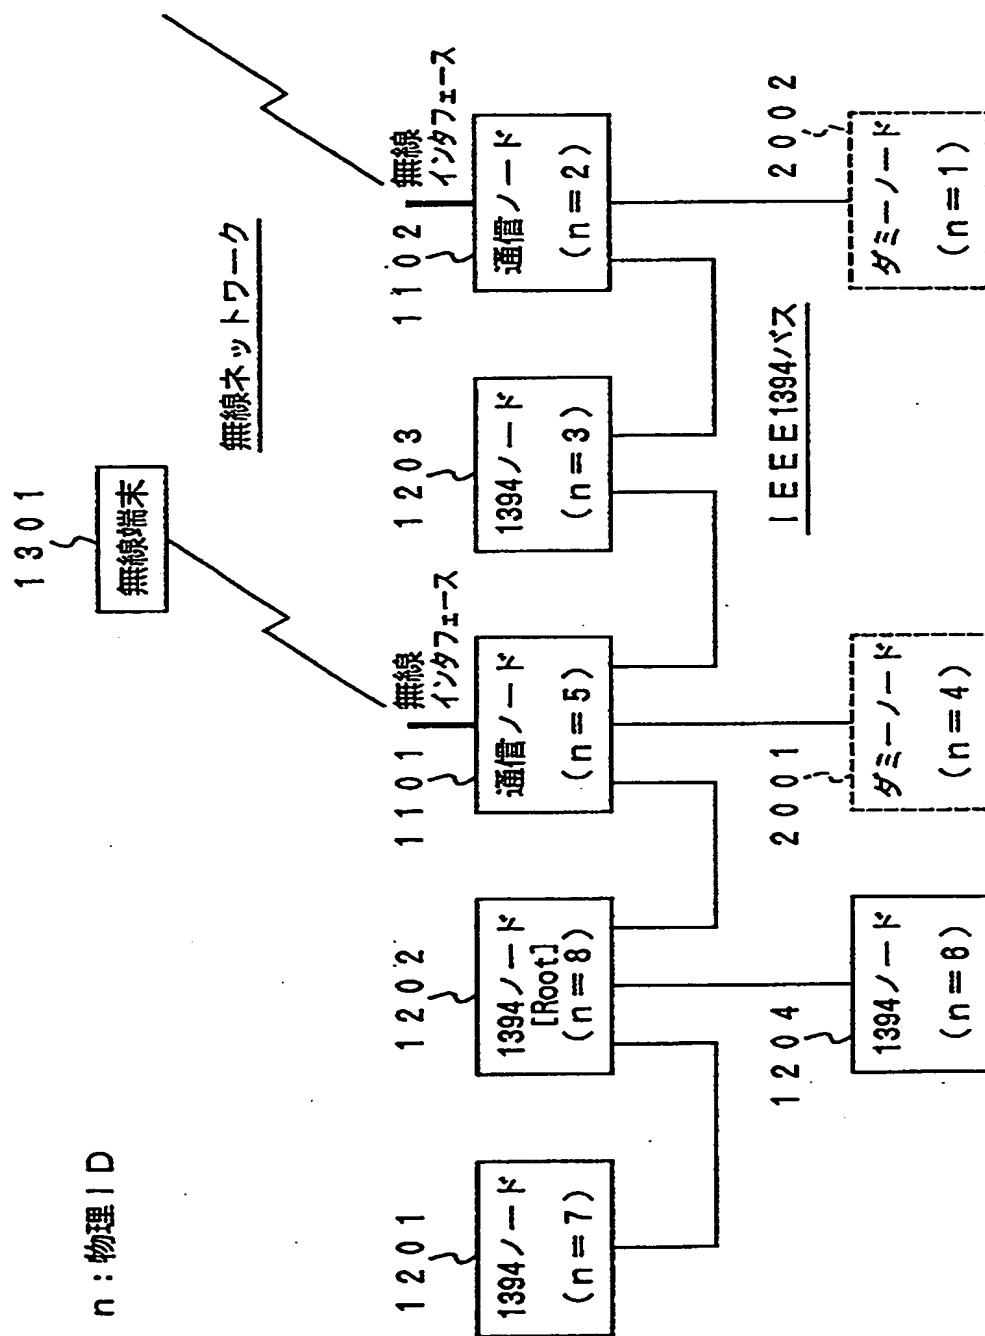 n：物理ID
1301
無線端末
無線ネットワーク
無線
インタフェース
無線
インタフェース
1201
1394ノード
(n=7)
1202
1394ノード
[Root]
(n=8)
1101
通信ノード
(n=5)
1203
1394ノード
(n=3)
1102
通信ノード
(n=2)
IEEE1394バス
1204
1394ノード
(n=6)
2001
ダミーノード
(n=4)
2002
ダミーノード
(n=1)